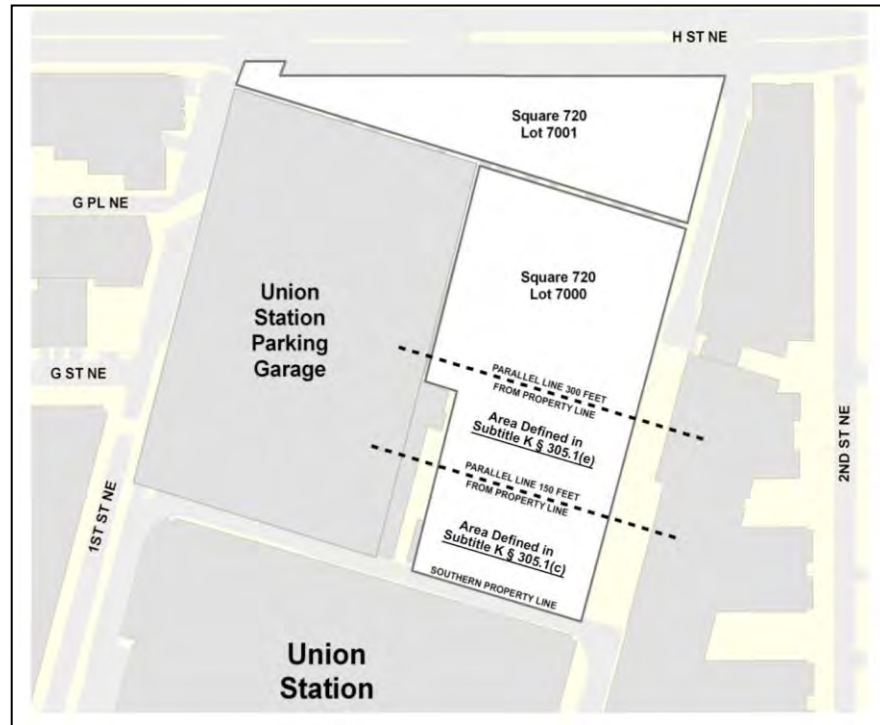 H ST NE
Square 720
Lot 7001
G PL NE
Square 720
Lot 7000
Union
Station
Parking
Garage
G ST NE
PARALLEL LINE 300 FEET
FROM PROPERTY LINE
Area Defined in
Subtitle K § 305.1(e)
PARALLEL LINE 150 FEET
FROM PROPERTY LINE
Area Defined in
Subtitle K § 305.1(c)
SOUTHERN PROPERTY LINE
1ST ST NE
2ND ST NE
Union
Station